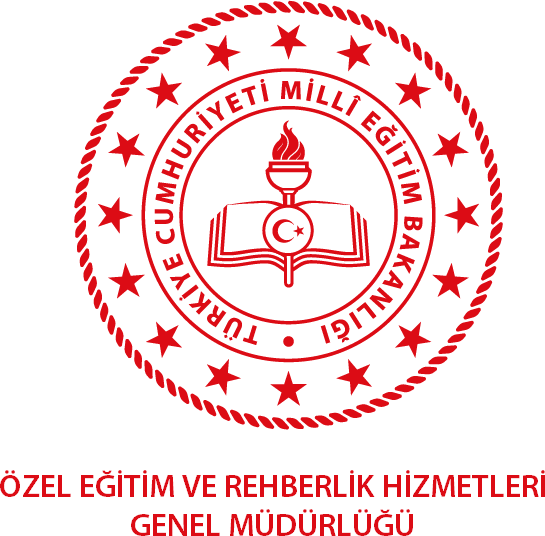 TÜRKİYE CUMHURİYETİ MİLLÎ EĞİTİM BAKANLIĞI
ÖZEL EĞİTİM VE REHBERLİK HİZMETLERİ
GENEL MÜDÜRLÜĞÜ